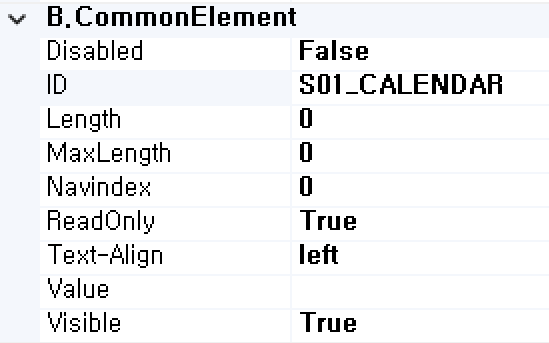 B.CommonElement
Disabled False
ID S01_CALENDAR
Length 0
MaxLength 0
Navindex 0
ReadOnly True
Text-Align left
Value
Visible True